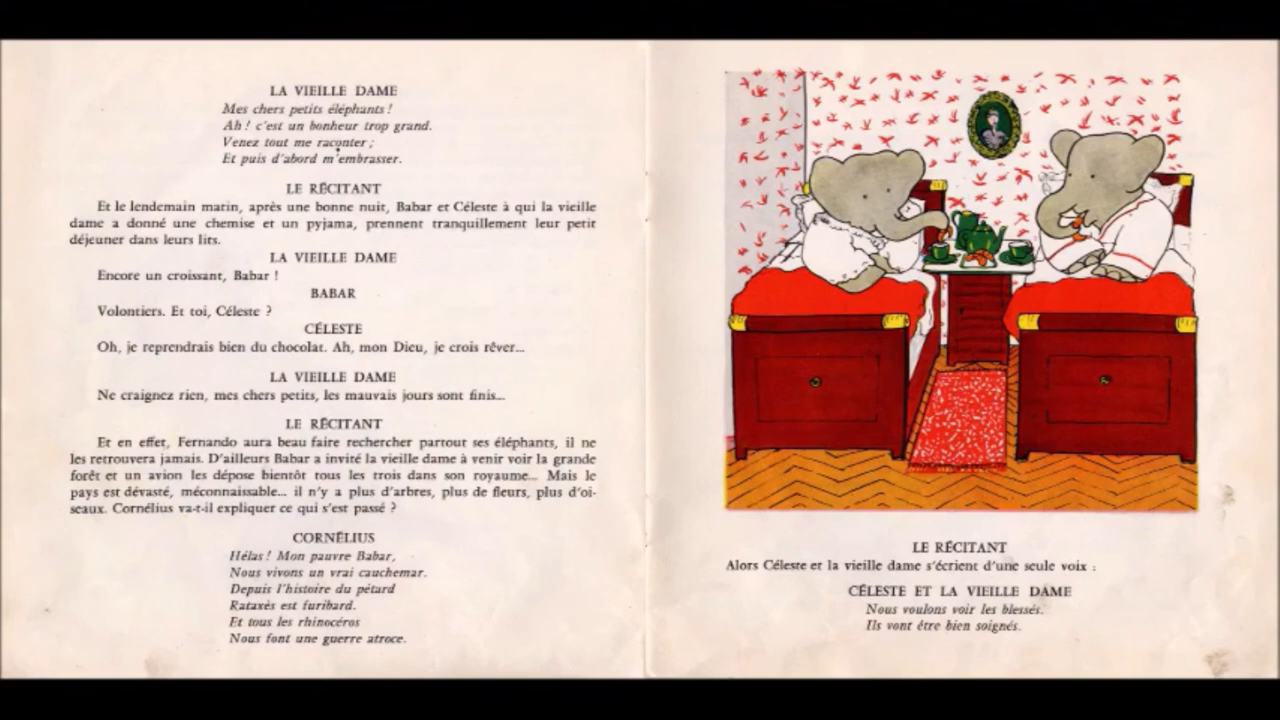 LA VIEILLE DAME
Mes chers petits éléphants !
Ah ! c'est un bonheur trop grand.
Venez tout me raconter ;
Et puis d'abord m'embrasser.
LE RÉCITANT
Et le lendemain matin, après une bonne nuit, Babar et Céleste à qui la vieille
dame a donné une chemise et un pyjama, prennent tranquillement leur petit
déjeuner dans leurs lits.
LA VIEILLE DAME
Encore un croissant, Babar !
BABAR
Volontiers. Et toi, Céleste ?
CÉLESTE
Oh, je reprendrais bien du chocolat. Ah, mon Dieu, je crois rêver...
LA VIEILLE DAME
Ne craignez rien, mes chers petits, les mauvais jours sont finis...
LE RÉCITANT
Et en effet, Fernando aura beau faire rechercher partout ses éléphants, il ne
les retrouvera jamais. D'ailleurs Babar a invité la vieille dame à venir voir la grande
forêt et un avion les dépose bientôt tous les trois dans son royaume... Mais le
pays est dévasté, méconnaissable... il n'y a plus d'arbres, plus de fleurs, plus d'oi-
seaux. Cornélius va-t-il expliquer ce qui s'est passé ?
CORNÉLIUS
Hélas ! Mon pauvre Babar,
Nous vivons un vrai cauchemar.
Depuis l'histoire du pétard
Rataxès est furibard.
Et tous les rhinocéros
Nous font une guerre atroce.
LE RÉCITANT
Alors Céleste et la vieille dame s'écrient d'une seule voix :
CÉLESTE ET LA VIEILLE DAME
Nous voulons voir les blessés.
Ils vont être bien soignés.